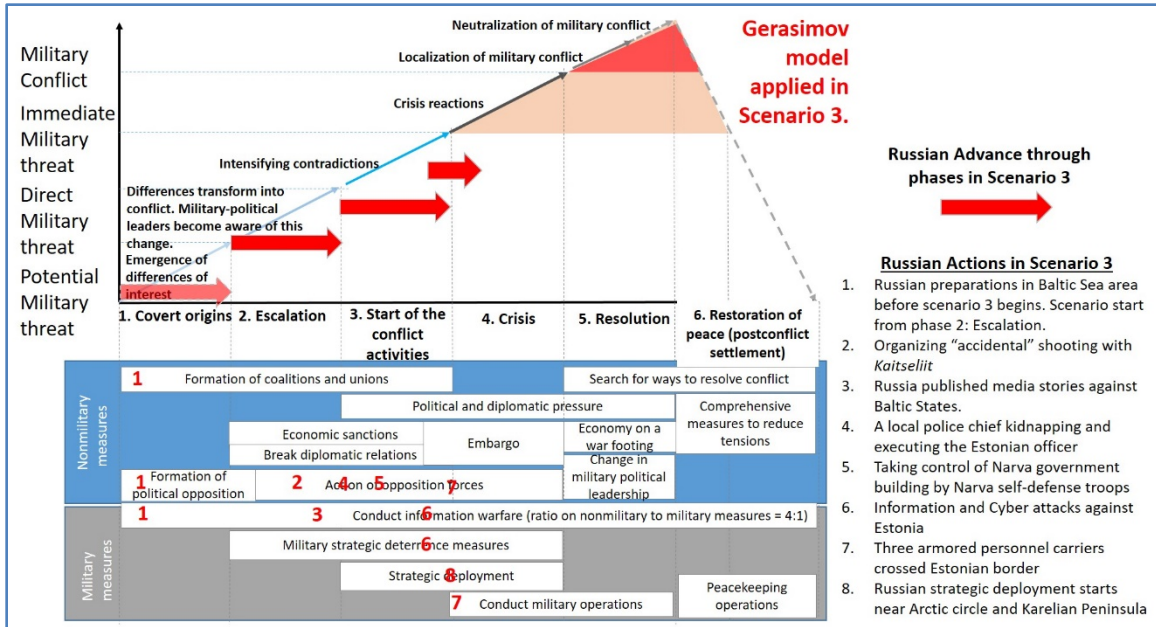 Neutralization of military conflict
Localization of military conflict
Crisis reactions
Intensifying contradictions
Differences transform into
conflict. Military-political
leaders become aware of this
change.
Emergence of
differences of
interest
Military
Conflict
Immediate
Military
threat
Direct
Military
threat
Potential
Military
threat
Gerasimov
model
applied in
Scenario 3.
1. Covert origins
2. Escalation
3. Start of the
conflict
activities
4. Crisis
5. Resolution
6. Restoration of
peace (postconflict
settlement)
Nonmilitary
measures
1 Formation of coalitions and unions
Search for ways to resolve conflict
Political and diplomatic pressure
Comprehensive
measures to reduce
tensions
Economic sanctions
Break diplomatic relations
Embargo
Economy on a
war footing
Change in
military political
leadership
1 Formation of
political opposition
2 4 5 7
Action of opposition forces
1 3 6
Conduct information warfare (ratio on nonmilitary to military measures = 4:1)
Military
measures
Military strategic deterrence measures
6
Strategic deployment
8
7 Conduct military operations
Peacekeeping
operations
Russian Advance through
phases in Scenario 3
Russian Actions in Scenario 3
1. Russian preparations in Baltic Sea area
before scenario 3 begins. Scenario start
from phase 2: Escalation.
2. Organizing “accidental” shooting with
Kaitseliit
3. Russia published media stories against
Baltic States.
4. A local police chief kidnapping and
executing the Estonian officer
5. Taking control of Narva government
building by Narva self-defense troops
6. Information and Cyber attacks against
Estonia
7. Three armored personnel carriers
crossed Estonian border
8. Russian strategic deployment starts
near Arctic circle and Karelian Peninsula